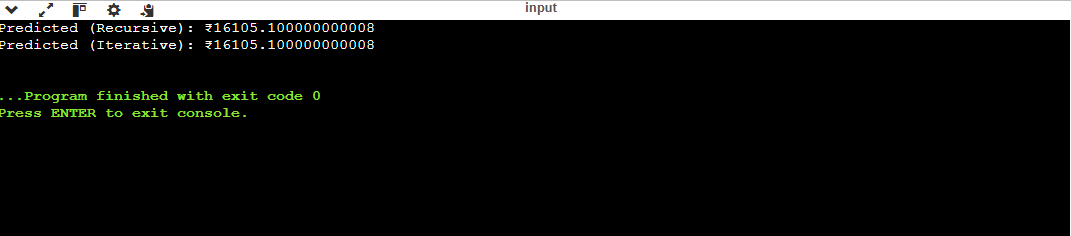 input
Predicted (Recursive): ₹16105.100000000008
Predicted (Iterative): ₹16105.100000000008
...Program finished with exit code 0
Press ENTER to exit console.